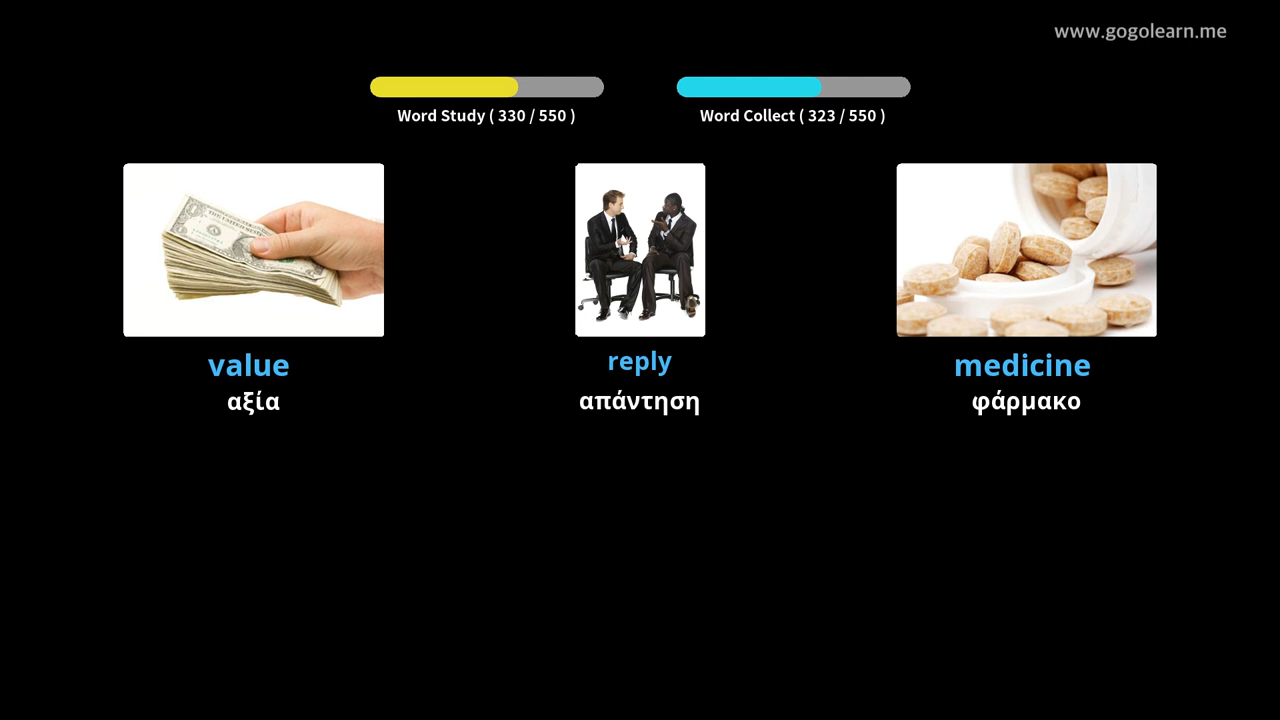 www.gogolearn.me
Word Study ( 330 / 550 )
Word Collect ( 323 / 550 )
value
reply
medicine
αξία
απάντηση
φάρμακο